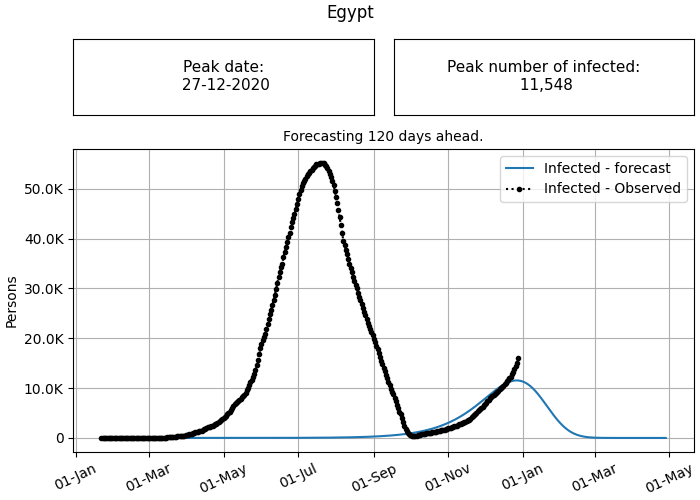 Egypt
Peak date:
27-12-2020
Peak number of infected:
11,548
Forecasting 120 days ahead.
Infected - forecast
Infected - Observed
Persons
50.0K
40.0K
30.0K
20.0K
10.0K
0
01-Jan
01-Mar
01-May
01-Jul
01-Sep
01-Nov
01-Jan
01-Mar
01-May